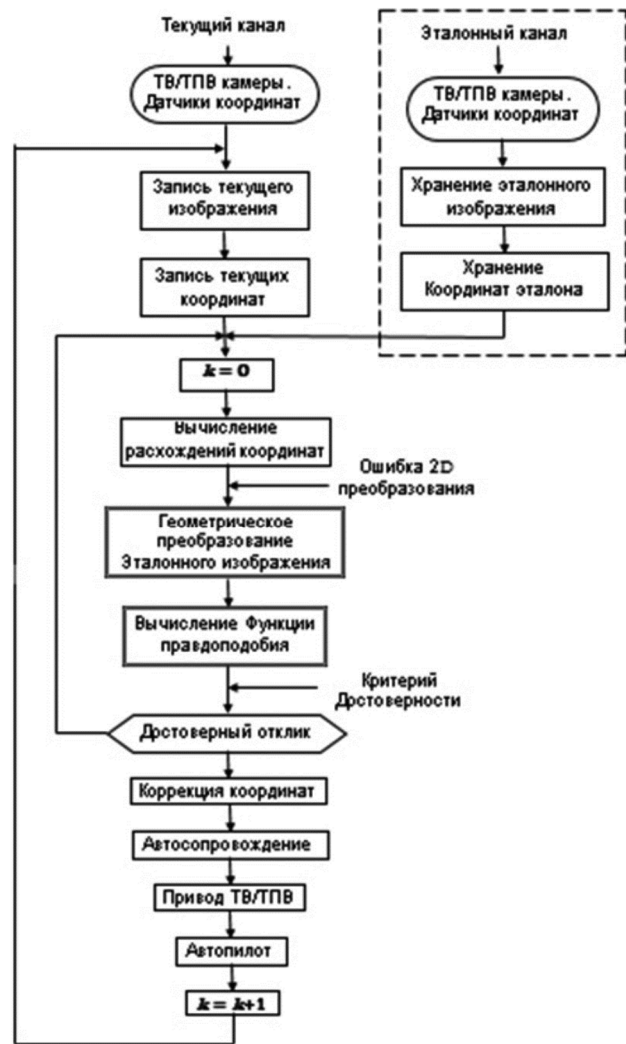 Текущий канал
ТВ/ТПВ камеры.
Датчики координат
Запись текущего
изображения
Запись текущих
координат
Эталонный канал
ТВ/ТПВ камеры.
Датчики координат
Хранение эталонного
изображения
Хранение
Координат эталона
k = 0
Вычисление
расхождений координат
Ошибка 2D
преобразования
Геометрическое
преобразование
Эталонного изображения
Вычисление Функции
правдоподобия
Критерий
Достоверности
Достоверный отклик
Коррекция координат
Автосопровождение
Привод ТВ/ТПВ
Автопилот
k = k+1